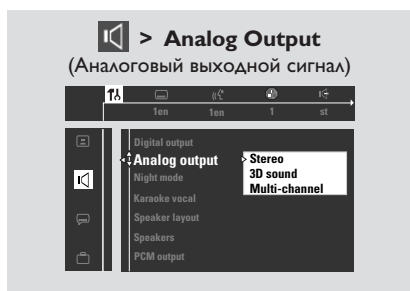 > Analog Output
(Аналоговый выходной сигнал)
1en 1en 1 st
Digital output
Analog output
Night mode
Karaoke vocal
Speaker layout
Speakers
PCM output
Stereo
3D sound
Multi-channel